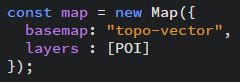 const map = new Map({
  basemap: "topo-vector",
  layers : [POI]
});